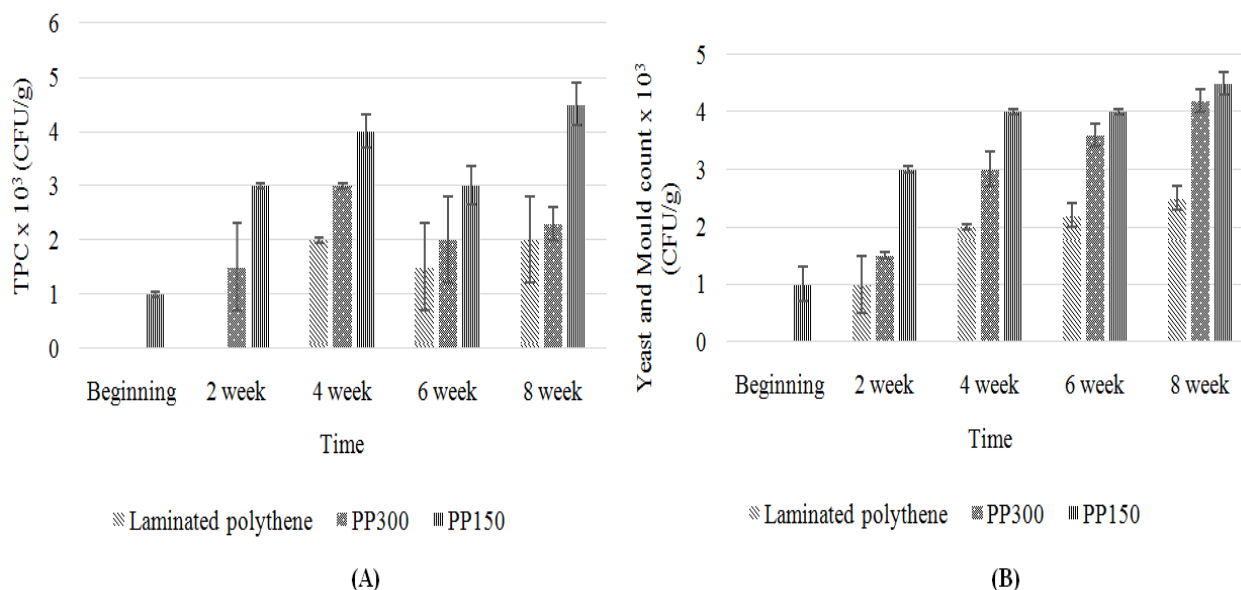 TPC x 10³ (CFU/g)
6
5
4
3
2
1
0
Beginning 2 week 4 week 6 week 8 week
Time
Laminated polythene PP300 PP150
(A)
Yeast and Mould count x 10³
(CFU/g)
5
4
3
2
1
0
Beginning 2 week 4 week 6 week 8 week
Time
Laminated polythene PP300 PP150
(B)